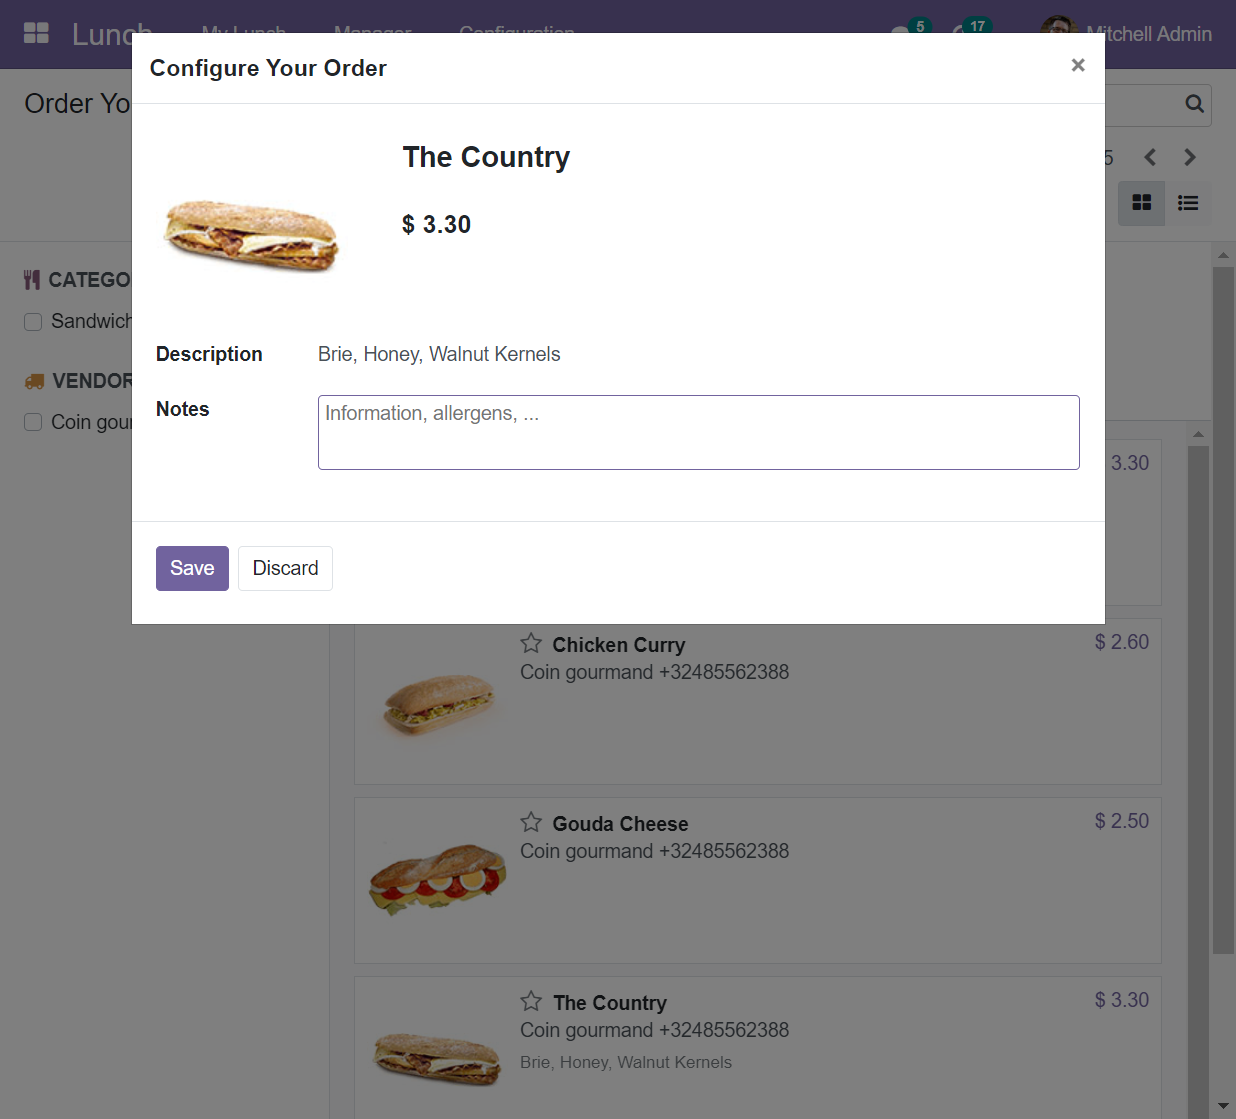 Lunch My Lunch Manager Configuration 5 17 Mitchell Admin
Configure Your Order ×
Order Yo
The Country
$ 3.30
5
CATEGO
Sandwich
VENDOR
Coin gour
Description Brie, Honey, Walnut Kernels
Notes Information, allergens, ...
3.30
Save Discard
Chicken Curry $ 2.60
Coin gourmand +32485562388
Gouda Cheese $ 2.50
Coin gourmand +32485562388
The Country $ 3.30
Coin gourmand +32485562388
Brie, Honey, Walnut Kernels